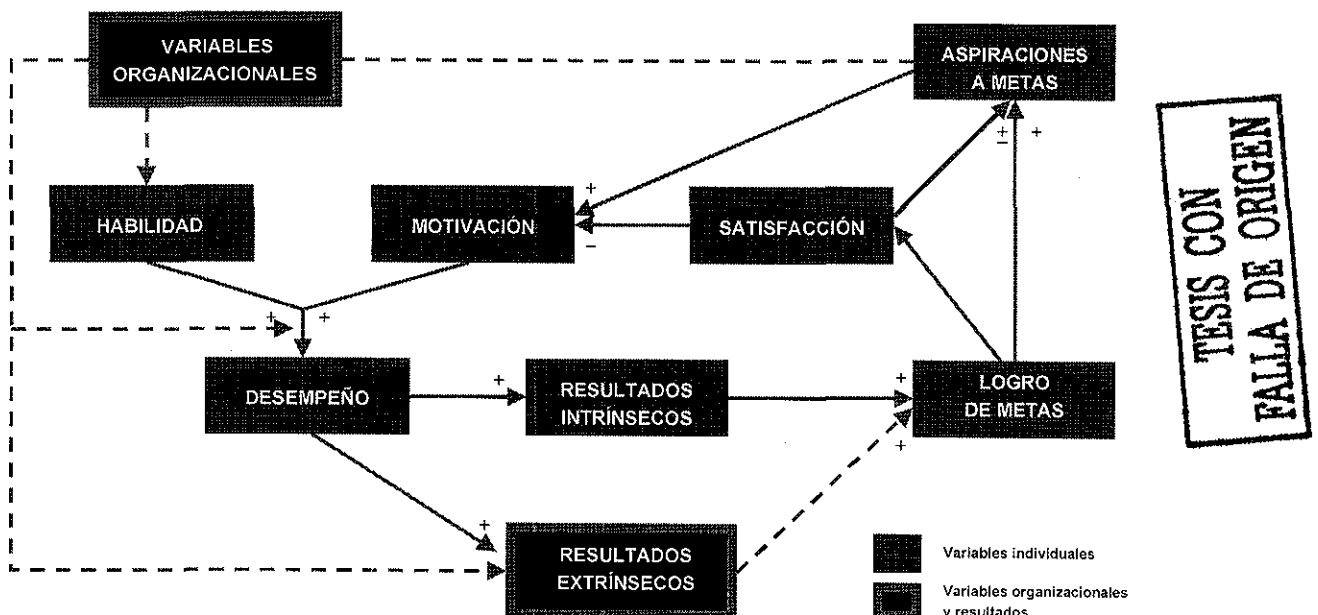 VARIABLES
ORGANIZACIONALES
ASPIRACIONES
A METAS
+
±
HABILIDAD
MOTIVACIÓN
+
−
SATISFACCIÓN
+
+
DESEMPEÑO
+
RESULTADOS
INTRÍNSECOS
+
+
LOGRO
DE METAS
+
RESULTADOS
EXTRÍNSECOS
Variables individuales
Variables organizacionales
y resultados
TESIS CON
FALLA DE ORIGEN